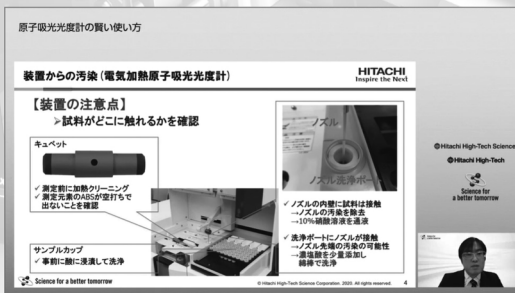 原子吸光光度計の賢い使い方
装置からの汚染(電気加熱原子吸光光度計)
HITACHI
Inspire the Next
【装置の注意点】
➢試料がどこに触れるかを確認
キュベット
✓ 測定前に加熱クリーニング
✓ 測定元素のABSが空打ちで
出ないことを確認
サンプルカップ
✓ 事前に酸に浸漬して洗浄
ノズル
ノズル洗浄ポート
✓ ノズルの内壁に試料は接触
→ノズルの汚染を除去
→10%硝酸溶液を通液
✓ 洗浄ポートにノズルが接触
→ノズル先端の汚染の可能性
→濃塩酸を少量添加し
綿棒で洗浄
Science for a better tomorrow
© Hitachi High-Tech Science Corporation. 2020. All rights reserved. 4
Hitachi High-Tech Science
Hitachi High-Tech
Science for
a better tomorrow